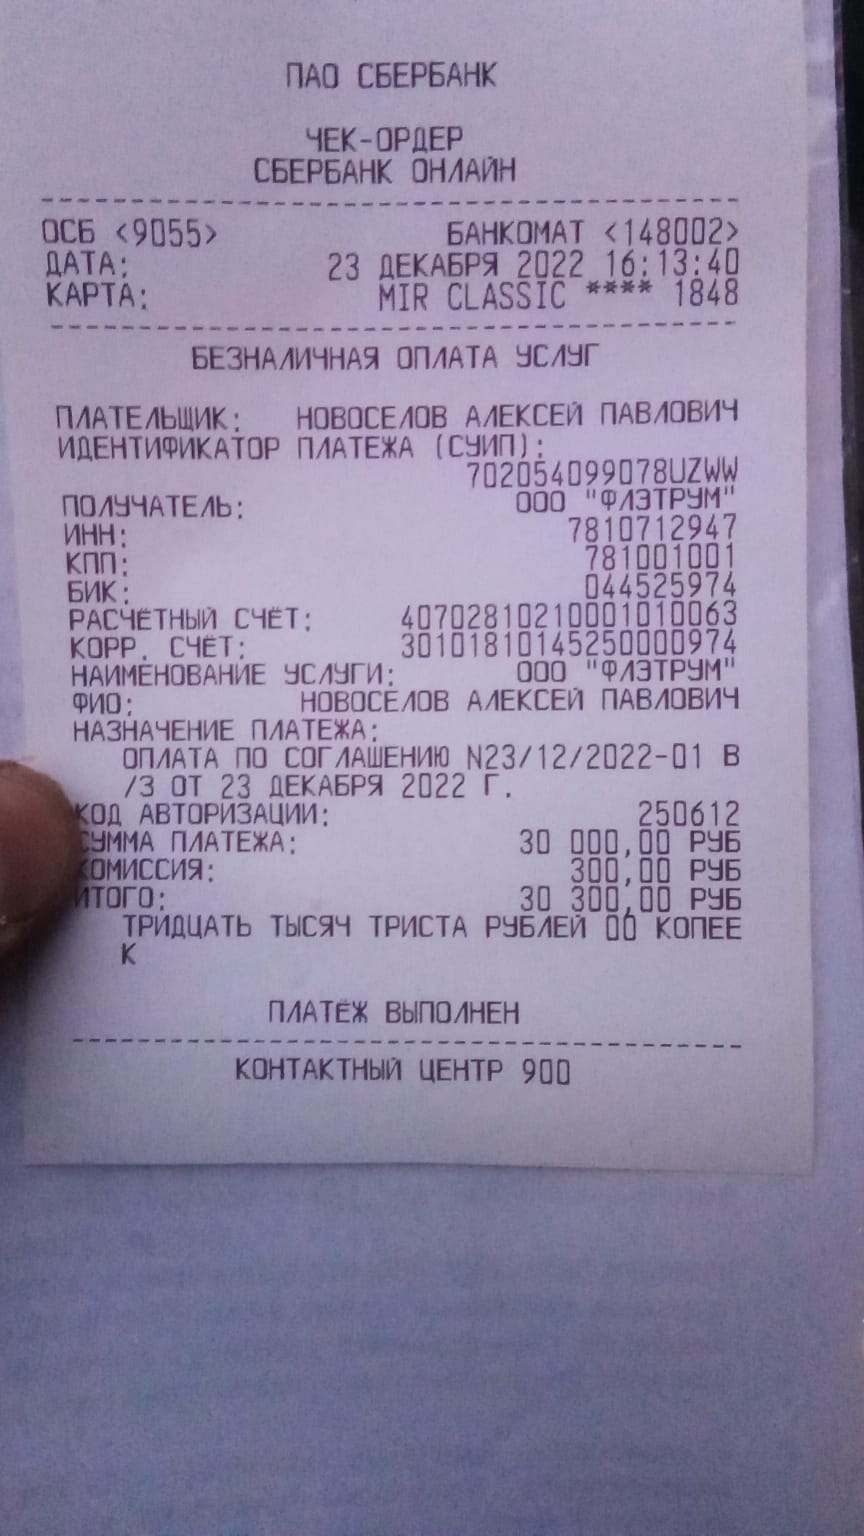 ПАО СБЕРБАНК
ЧЕК-ОРДЕР
СБЕРБАНК ОНЛАЙН
ОСБ <9055> БАНКОМАТ <148002>
ДАТА: 23 ДЕКАБРЯ 2022 16:13:40
КАРТА: MIR CLASSIC **** 1848
БЕЗНАЛИЧНАЯ ОПЛАТА УСЛУГ
ПЛАТЕЛЬЩИК: НОВОСЕЛОВ АЛЕКСЕЙ ПАВЛОВИЧ
ИДЕНТИФИКАТОР ПЛАТЕЖА (СУИП):
702054099078UZWW
ПОЛУЧАТЕЛЬ: ООО "ФЛЭТРУМ"
ИНН: 7810712947
КПП: 781001001
БИК: 044525974
РАСЧЁТНЫЙ СЧЁТ: 40702810210001010063
КОРР. СЧЁТ: 30101810145250000974
НАИМЕНОВАНИЕ УСЛУГИ: ООО "ФЛЭТРУМ"
ФИО: НОВОСЕЛОВ АЛЕКСЕЙ ПАВЛОВИЧ
НАЗНАЧЕНИЕ ПЛАТЕЖА:
ОПЛАТА ПО СОГЛАШЕНИЮ N23/12/2022-01 В
/З ОТ 23 ДЕКАБРЯ 2022 Г.
КОД АВТОРИЗАЦИИ: 250612
СУММА ПЛАТЕЖА: 30 000,00 РУБ
КОМИССИЯ: 300,00 РУБ
ИТОГО: 30 300,00 РУБ
ТРИДЦАТЬ ТЫСЯЧ ТРИСТА РУБЛЕЙ 00 КОПЕЕ
К
ПЛАТЁЖ ВЫПОЛНЕН
КОНТАКТНЫЙ ЦЕНТР 900